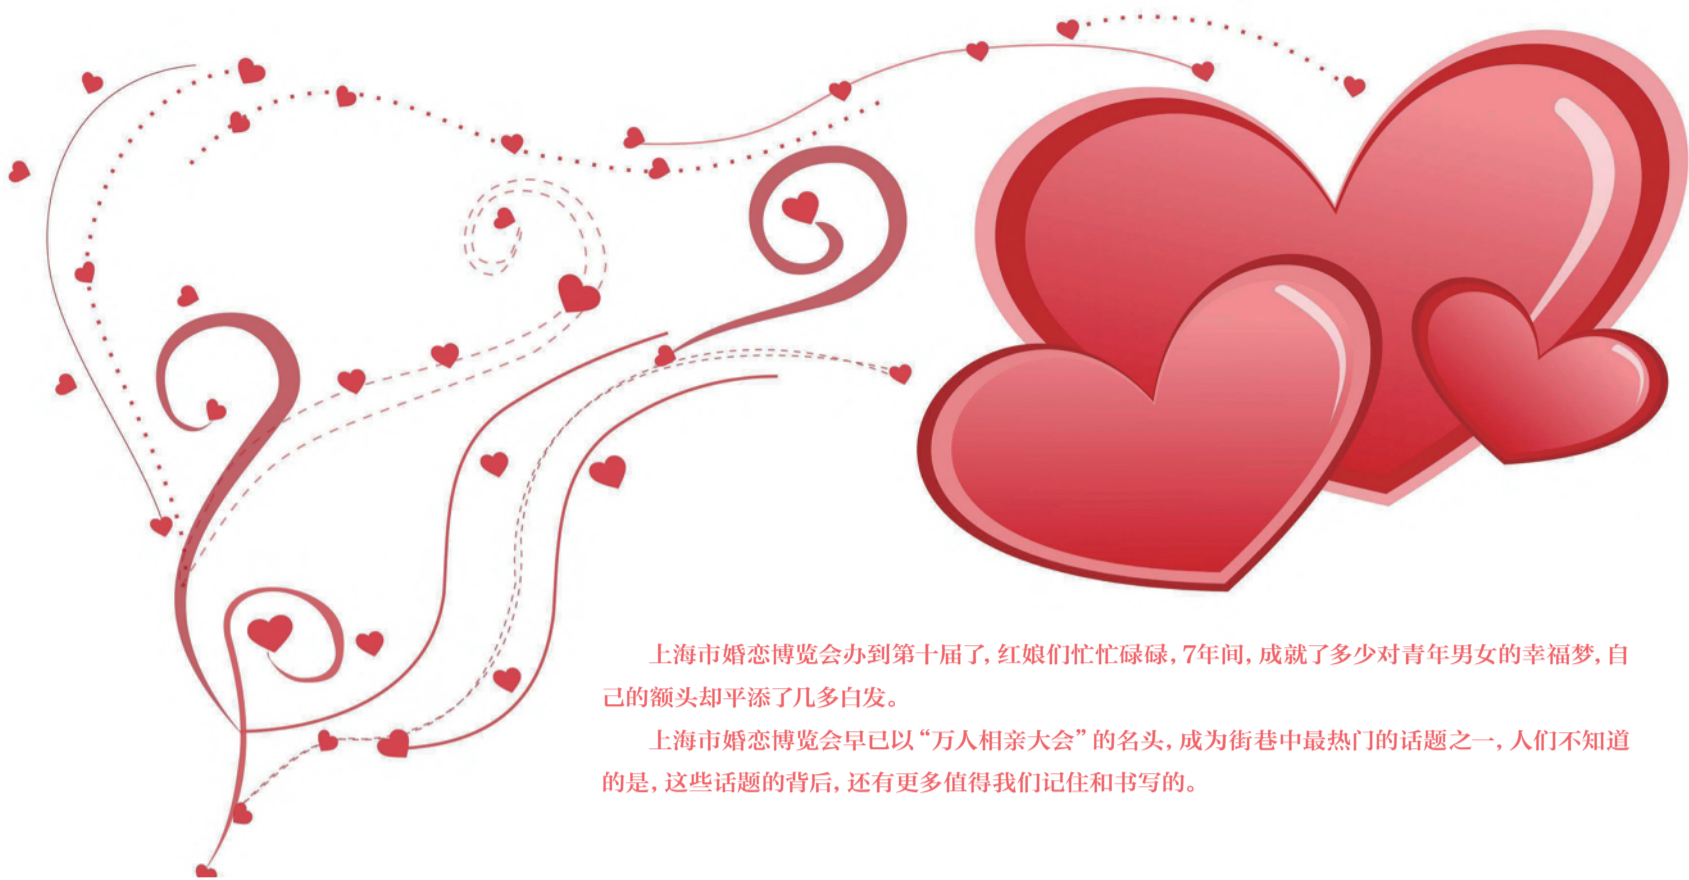 上海市婚恋博览会办到第十届了, 红娘们忙忙碌碌, 7年间, 成就了多少对青年男女的幸福梦, 自
己的额头却平添了几多白发。
上海市婚恋博览会早已以“万人相亲大会”的名头, 成为街巷中最热门的话题之一, 人们不知道
的是, 这些话题的背后, 还有更多值得我们记住和书写的。